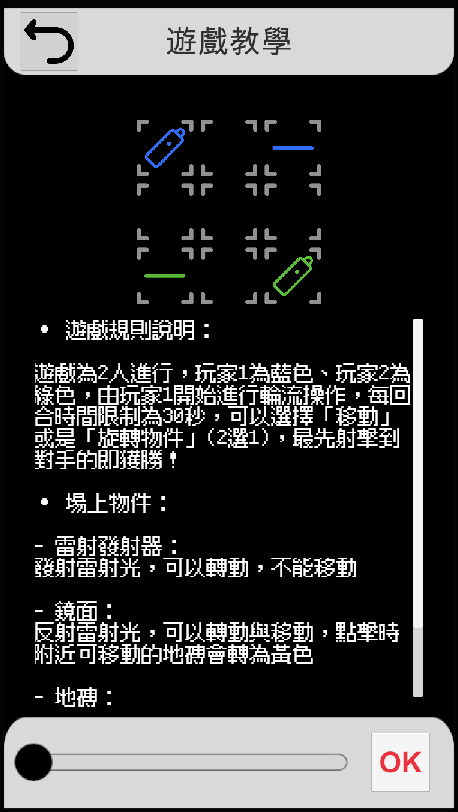 遊戲教學
• 遊戲規則說明：
遊戲為2人進行，玩家1為藍色、玩家2為
綠色，由玩家1開始進行輪流操作，每回
合時間限制為30秒，可以選擇「移動」
或是「旋转物件」(2選1)，最先射擊到
對手的即獲勝！
• 場上物件：
- 雷射發射器：
發射雷射光，可以轉動，不能移動
- 鏡面：
反射雷射光，可以轉動與移動，點擊時
附近可移動的地磚會轉為黃色
- 地磚：
OK